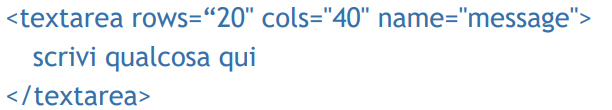 <textarea rows=“20" cols="40" name="message">
scrivi qualcosa qui
</textarea>